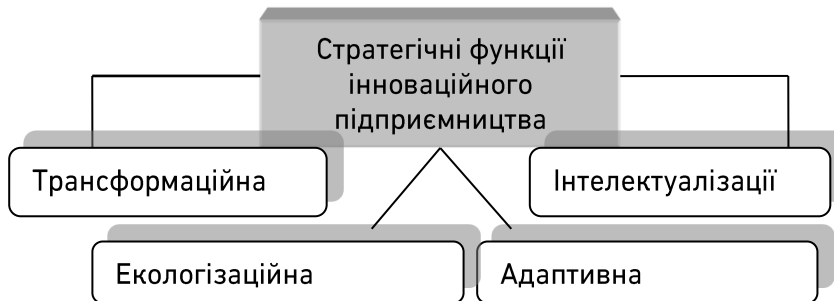 Стратегічні функції
інноваційного
підприємництва
Трансформаційна
Інтелектуалізації
Екологізаційна
Адаптивна